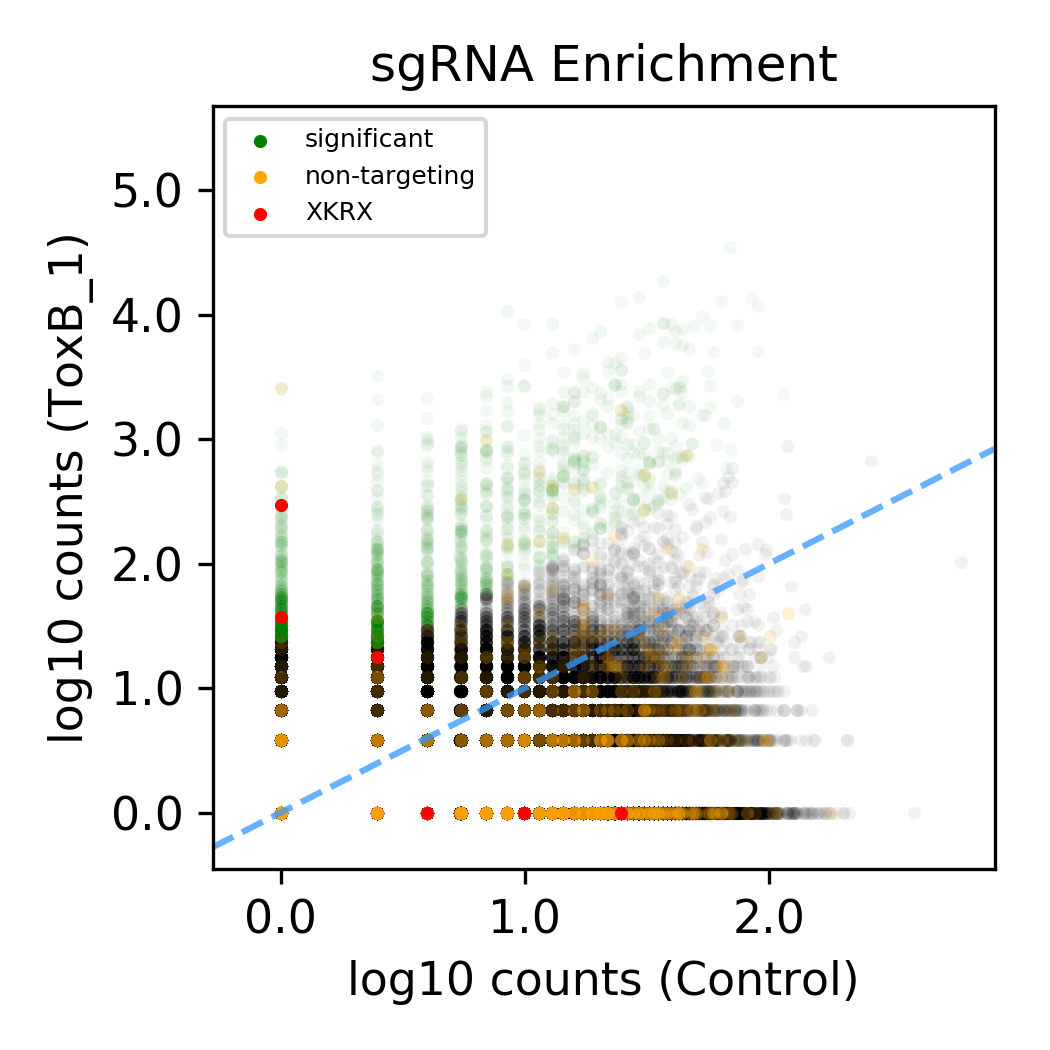 sgRNA Enrichment
significant
non-targeting
XKRX
log10 counts (ToxB_1)
5.0
4.0
3.0
2.0
1.0
0.0
0.0 1.0 2.0
log10 counts (Control)